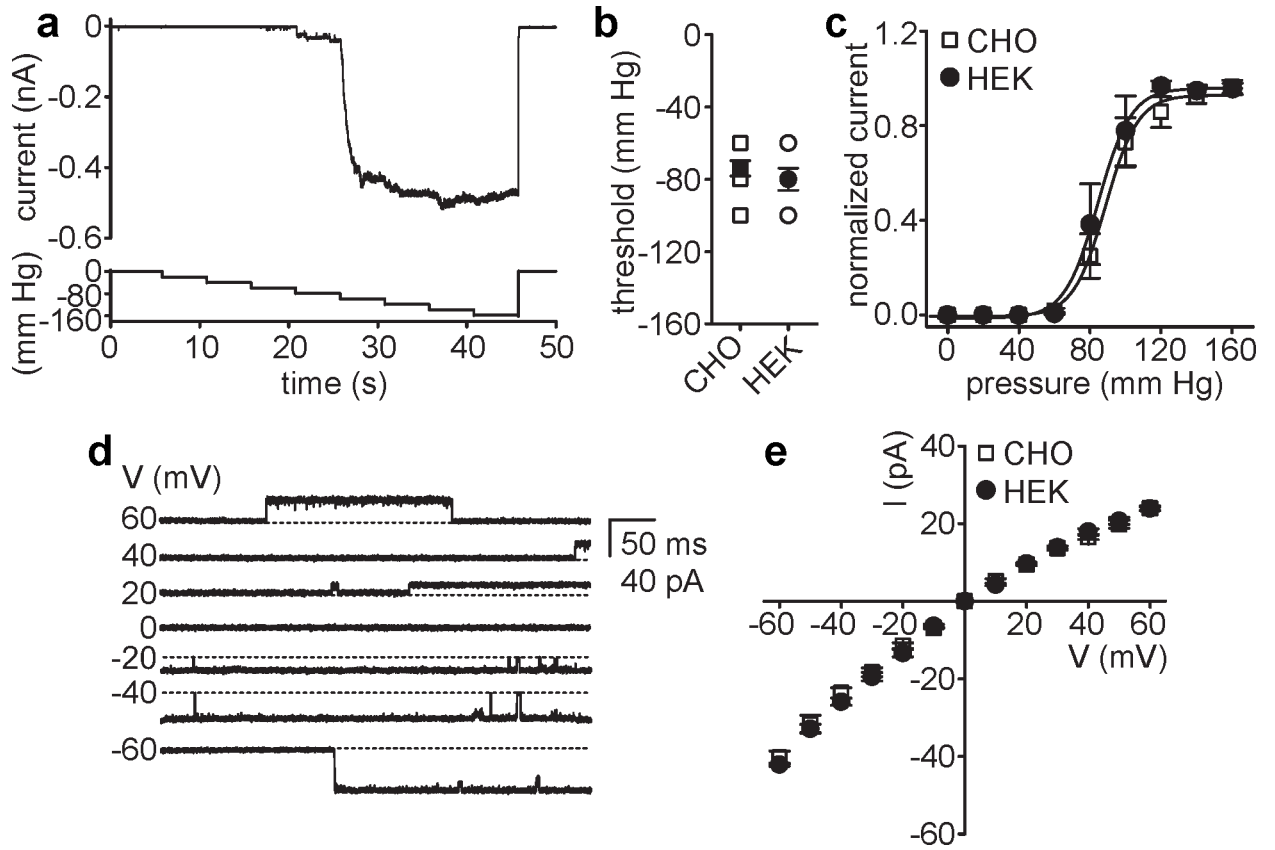 a
current (nA)
0
-0.2
-0.4
-0.6
(mm Hg)
0
-80
-160
0 10 20 30 40 50
time (s)
b
threshold (mm Hg)
0
-40
-80
-120
-160
CHO
HEK
c
CHO
HEK
normalized current
1.2
0.8
0.4
0.0
0 40 80 120 160
pressure (mm Hg)
d
V (mV)
60
40
20
0
-20
-40
-60
50 ms
40 pA
e
I (pA)
CHO
HEK
40
20
-60 -40 -20 20 40 60
V (mV)
-20
-40
-60